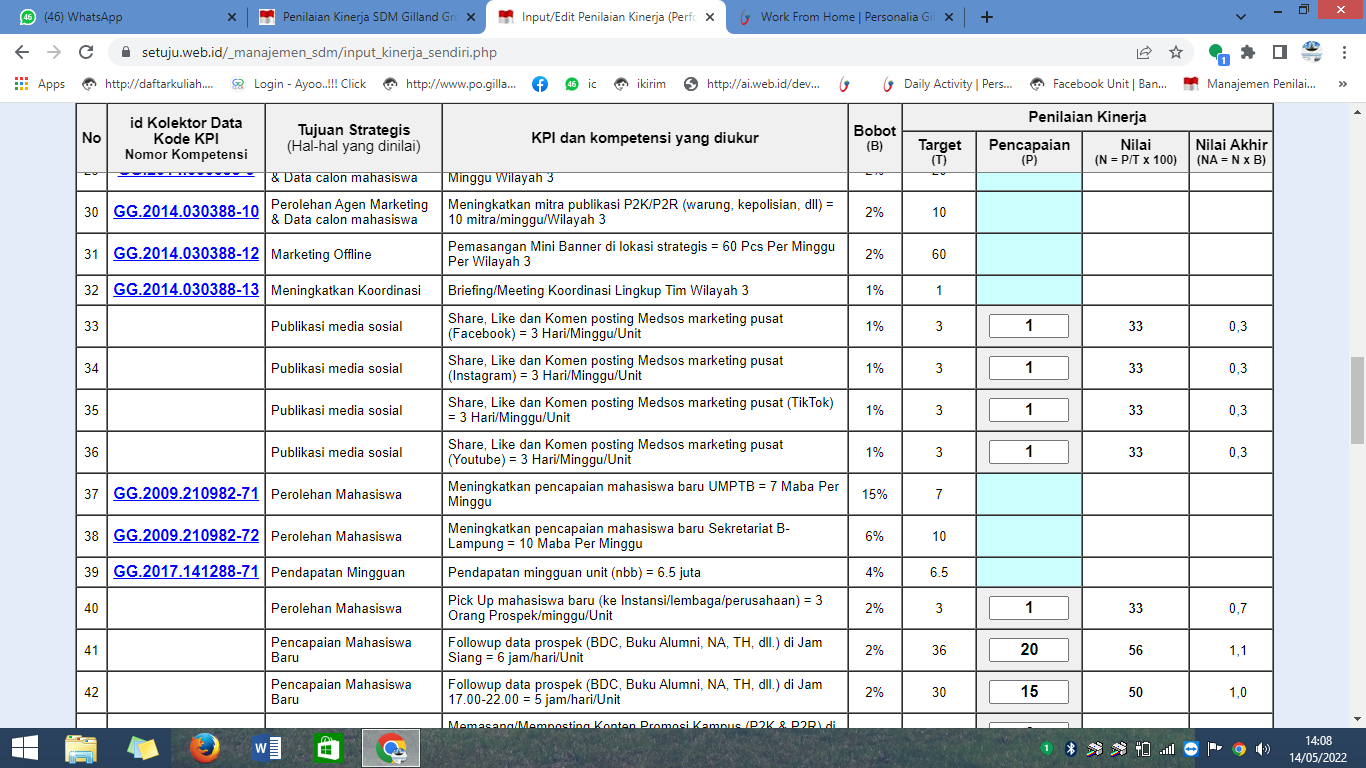 46 (46) WhatsApp
Penilaian Kinerja SDM Gilland Gr
Input/Edit Penilaian Kinerja (Perfo
Work From Home | Personalia Gi
setuju.web.id/_manajemen_sdm/input_kinerja_sendiri.php
Apps
http://daftarkuliah....
Login - Ayoo..!!! Click
http://www.po.gilla...
ic
ikirim
http://ai.web.id/dev...
Daily Activity | Pers...
Facebook Unit | Ban...
Manajemen Penilai...
No
id Kolektor Data
Kode KPI
Nomor Kompetensi
Tujuan Strategis
(Hal-hal yang dinilai)
KPI dan kompetensi yang diukur
Bobot
(B)
Penilaian Kinerja
Target
(T)
Pencapaian
(P)
Nilai
(N = P/T x 100)
Nilai Akhir
(NA = N x B)
& Data calon mahasiswa
Minggu Wilayah 3
30 GG.2014.030388-10 Perolehan Agen Marketing Meningkatkan mitra publikasi P2K/P2R (warung, kepolisian, dll) = 2% 10
& Data calon mahasiswa 10 mitra/minggu/Wilayah 3
31 GG.2014.030388-12 Marketing Offline Pemasangan Mini Banner di lokasi strategis = 60 Pcs Per Minggu 2% 60
Per Wilayah 3
32 GG.2014.030388-13 Meningkatkan Koordinasi Briefing/Meeting Koordinasi Lingkup Tim Wilayah 3 1% 1
33 Publikasi media sosial Share, Like dan Komen posting Medsos marketing pusat 1% 3 1 33 0,3
(Facebook) = 3 Hari/Minggu/Unit
34 Publikasi media sosial Share, Like dan Komen posting Medsos marketing pusat 1% 3 1 33 0,3
(Instagram) = 3 Hari/Minggu/Unit
35 Publikasi media sosial Share, Like dan Komen posting Medsos marketing pusat (TikTok) 1% 3 1 33 0,3
= 3 Hari/Minggu/Unit
36 Publikasi media sosial Share, Like dan Komen posting Medsos marketing pusat 1% 3 1 33 0,3
(Youtube) = 3 Hari/Minggu/Unit
37 GG.2009.210982-71 Perolehan Mahasiswa Meningkatkan pencapaian mahasiswa baru UMPTB = 7 Maba Per 15% 7
Minggu
38 GG.2009.210982-72 Perolehan Mahasiswa Meningkatkan pencapaian mahasiswa baru Sekretariat B- 6% 10
Lampung = 10 Maba Per Minggu
39 GG.2017.141288-71 Pendapatan Mingguan Pendapatan mingguan unit (nbb) = 6.5 juta 4% 6.5
40 Perolehan Mahasiswa Pick Up mahasiswa baru (ke Instansi/lembaga/perusahaan) = 3 2% 3 1 33 0,7
Orang Prospek/minggu/Unit
41 Pencapaian Mahasiswa Followup data prospek (BDC, Buku Alumni, NA, TH, dll.) di Jam 2% 36 20 56 1,1
Baru Siang = 6 jam/hari/Unit
42 Pencapaian Mahasiswa Followup data prospek (BDC, Buku Alumni, NA, TH, dll.) di Jam 2% 30 15 50 1,0
Baru 17.00-22.00 = 5 jam/hari/Unit
Memasang/Memposting Konten Promosi Kampus (P2K & P2R) di
14:08
14/05/2022